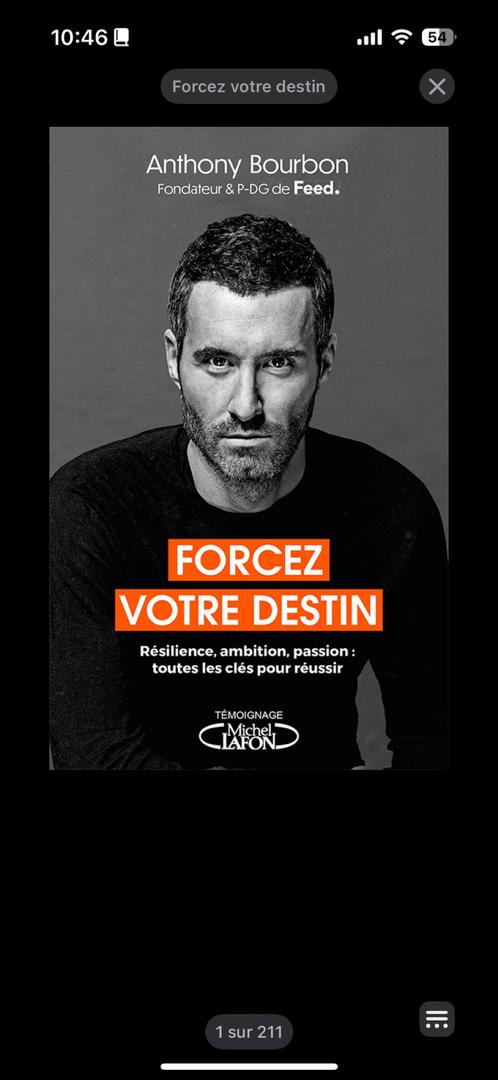 10:46
54
Forcez votre destin
Anthony Bourbon
Fondateur & P-DG de Feed.
FORCEZ
VOTRE DESTIN
Résilience, ambition, passion :
toutes les clés pour réussir
TÉMOIGNAGE
Michel
LAFON
1 sur 211